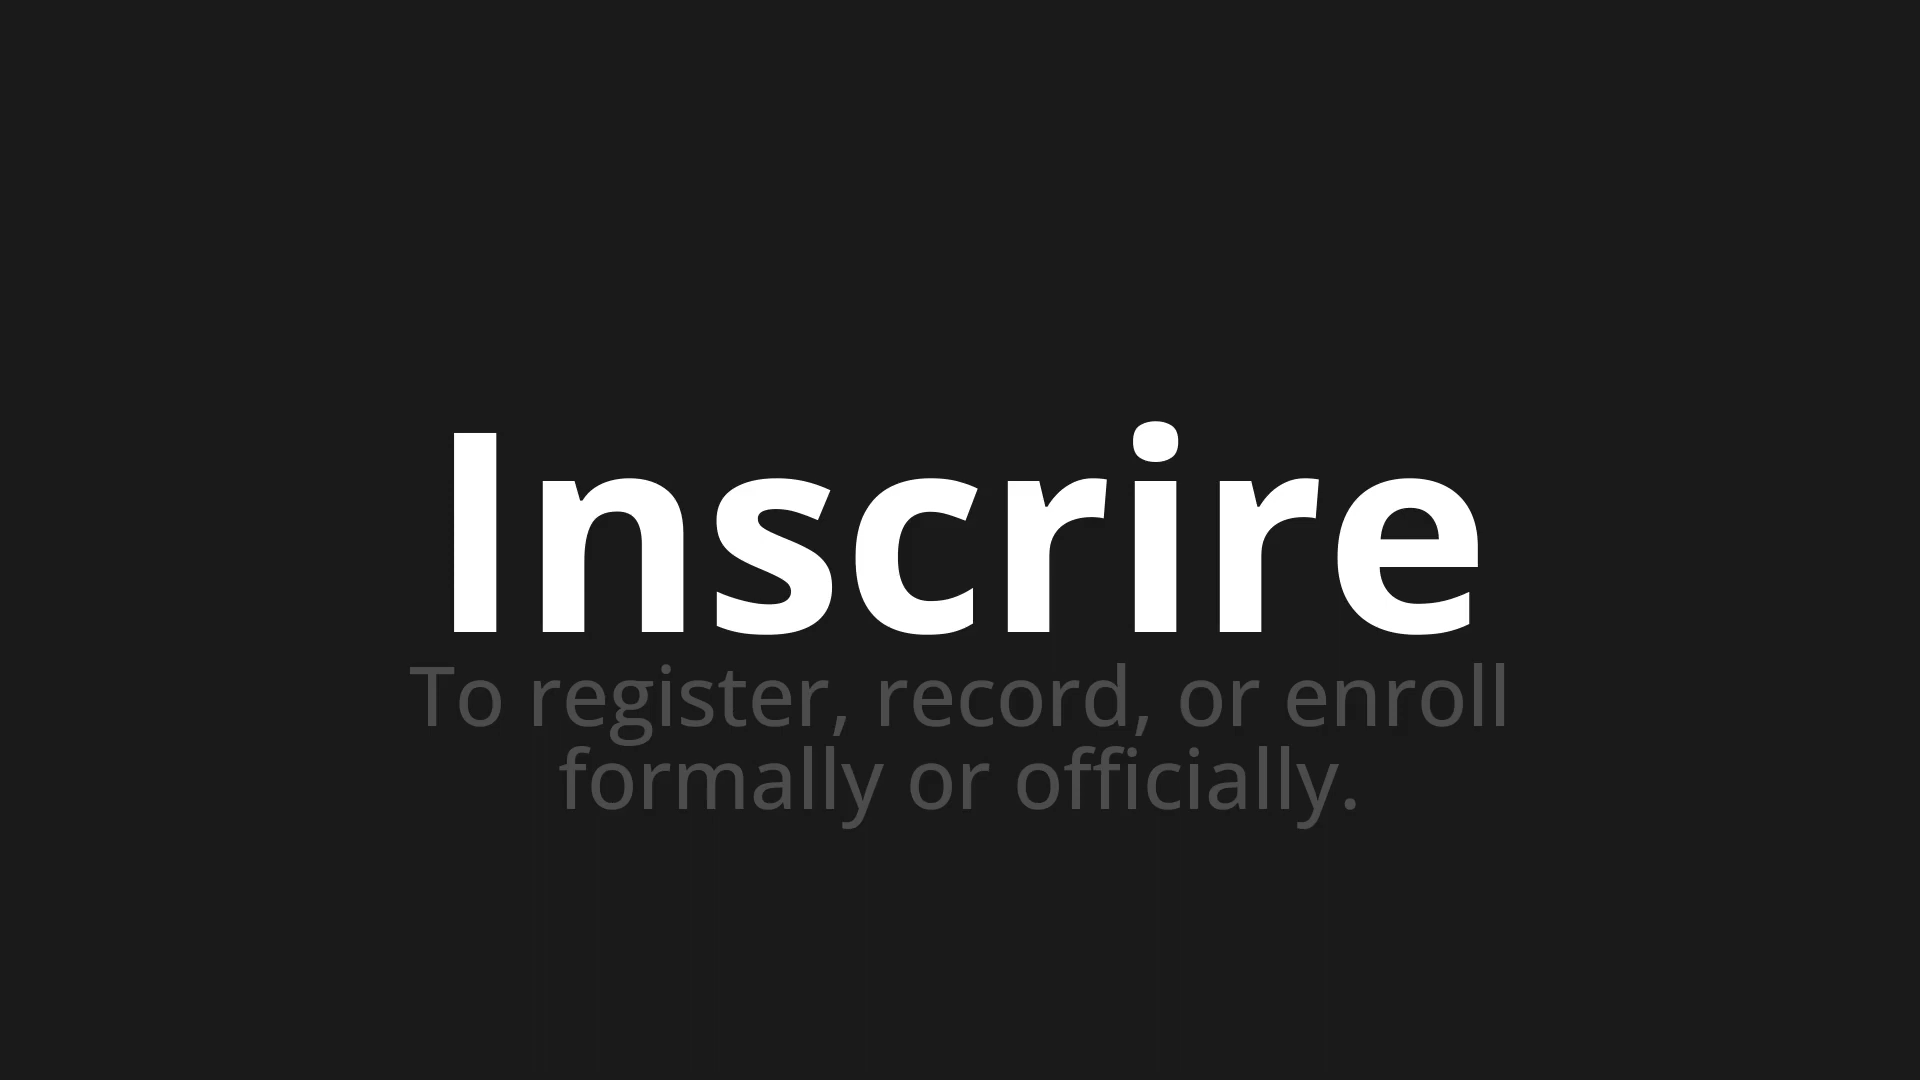 Inscrire
To register, record, or enroll
formally or officially.